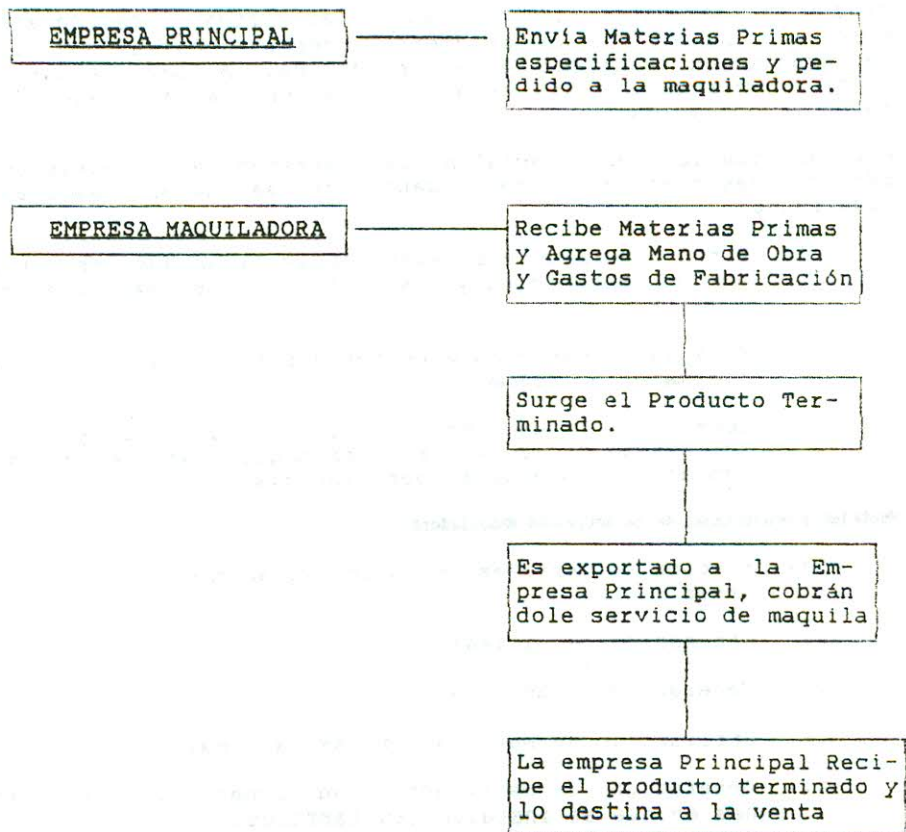 EMPRESA PRINCIPAL
Envía Materias Primas
especificaciones y pe-
dido a la maquiladora.
EMPRESA MAQUILADORA
Recibe Materias Primas
y Agrega Mano de Obra
y Gastos de Fabricación
Surge el Producto Ter-
minado.
Es exportado a la Em-
presa Principal, cobrán
dole servicio de maquila
La empresa Principal Reci-
be el producto terminado y
lo destina a la venta